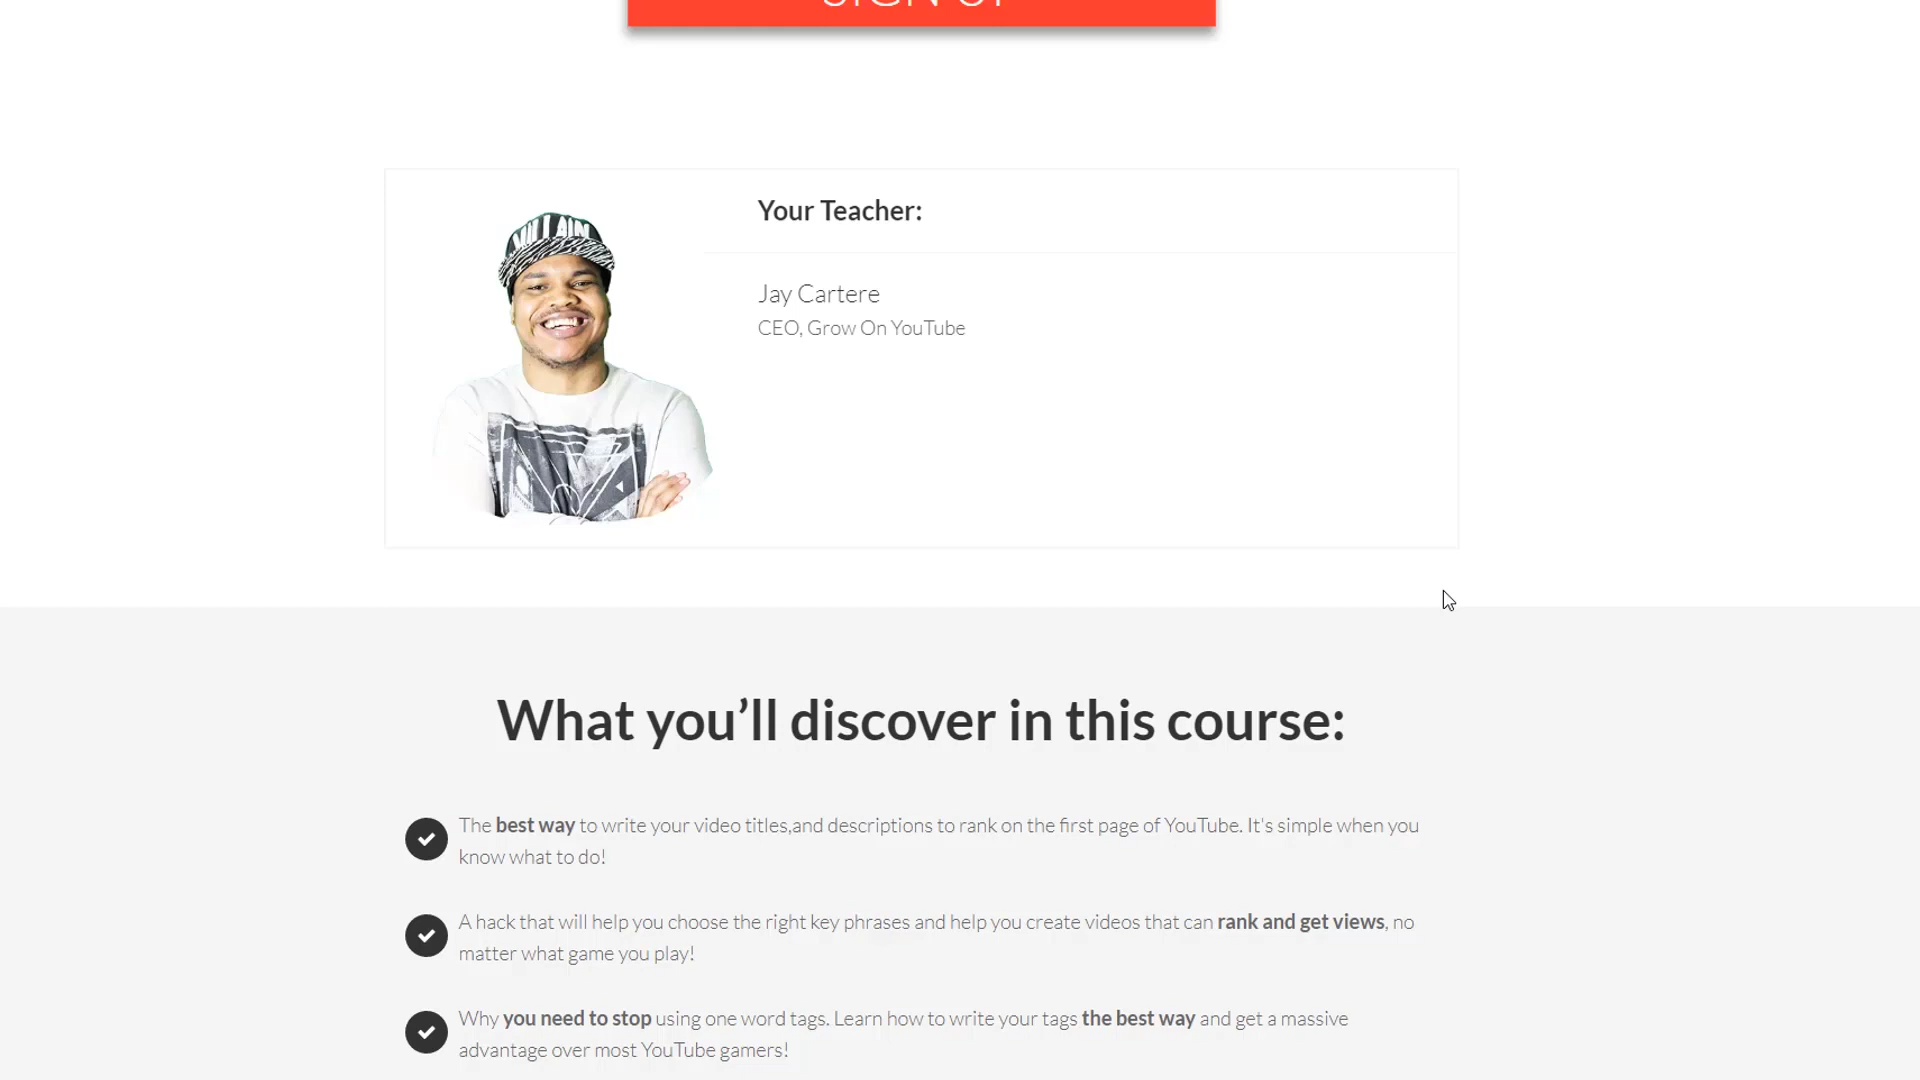 SIGN UP
Your Teacher:
Jay Cartere
CEO, Grow On YouTube
What you’ll discover in this course:
The best way to write your video titles,and descriptions to rank on the first page of YouTube. It's simple when you
know what to do!
A hack that will help you choose the right key phrases and help you create videos that can rank and get views, no
matter what game you play!
Why you need to stop using one word tags. Learn how to write your tags the best way and get a massive
advantage over most YouTube gamers!